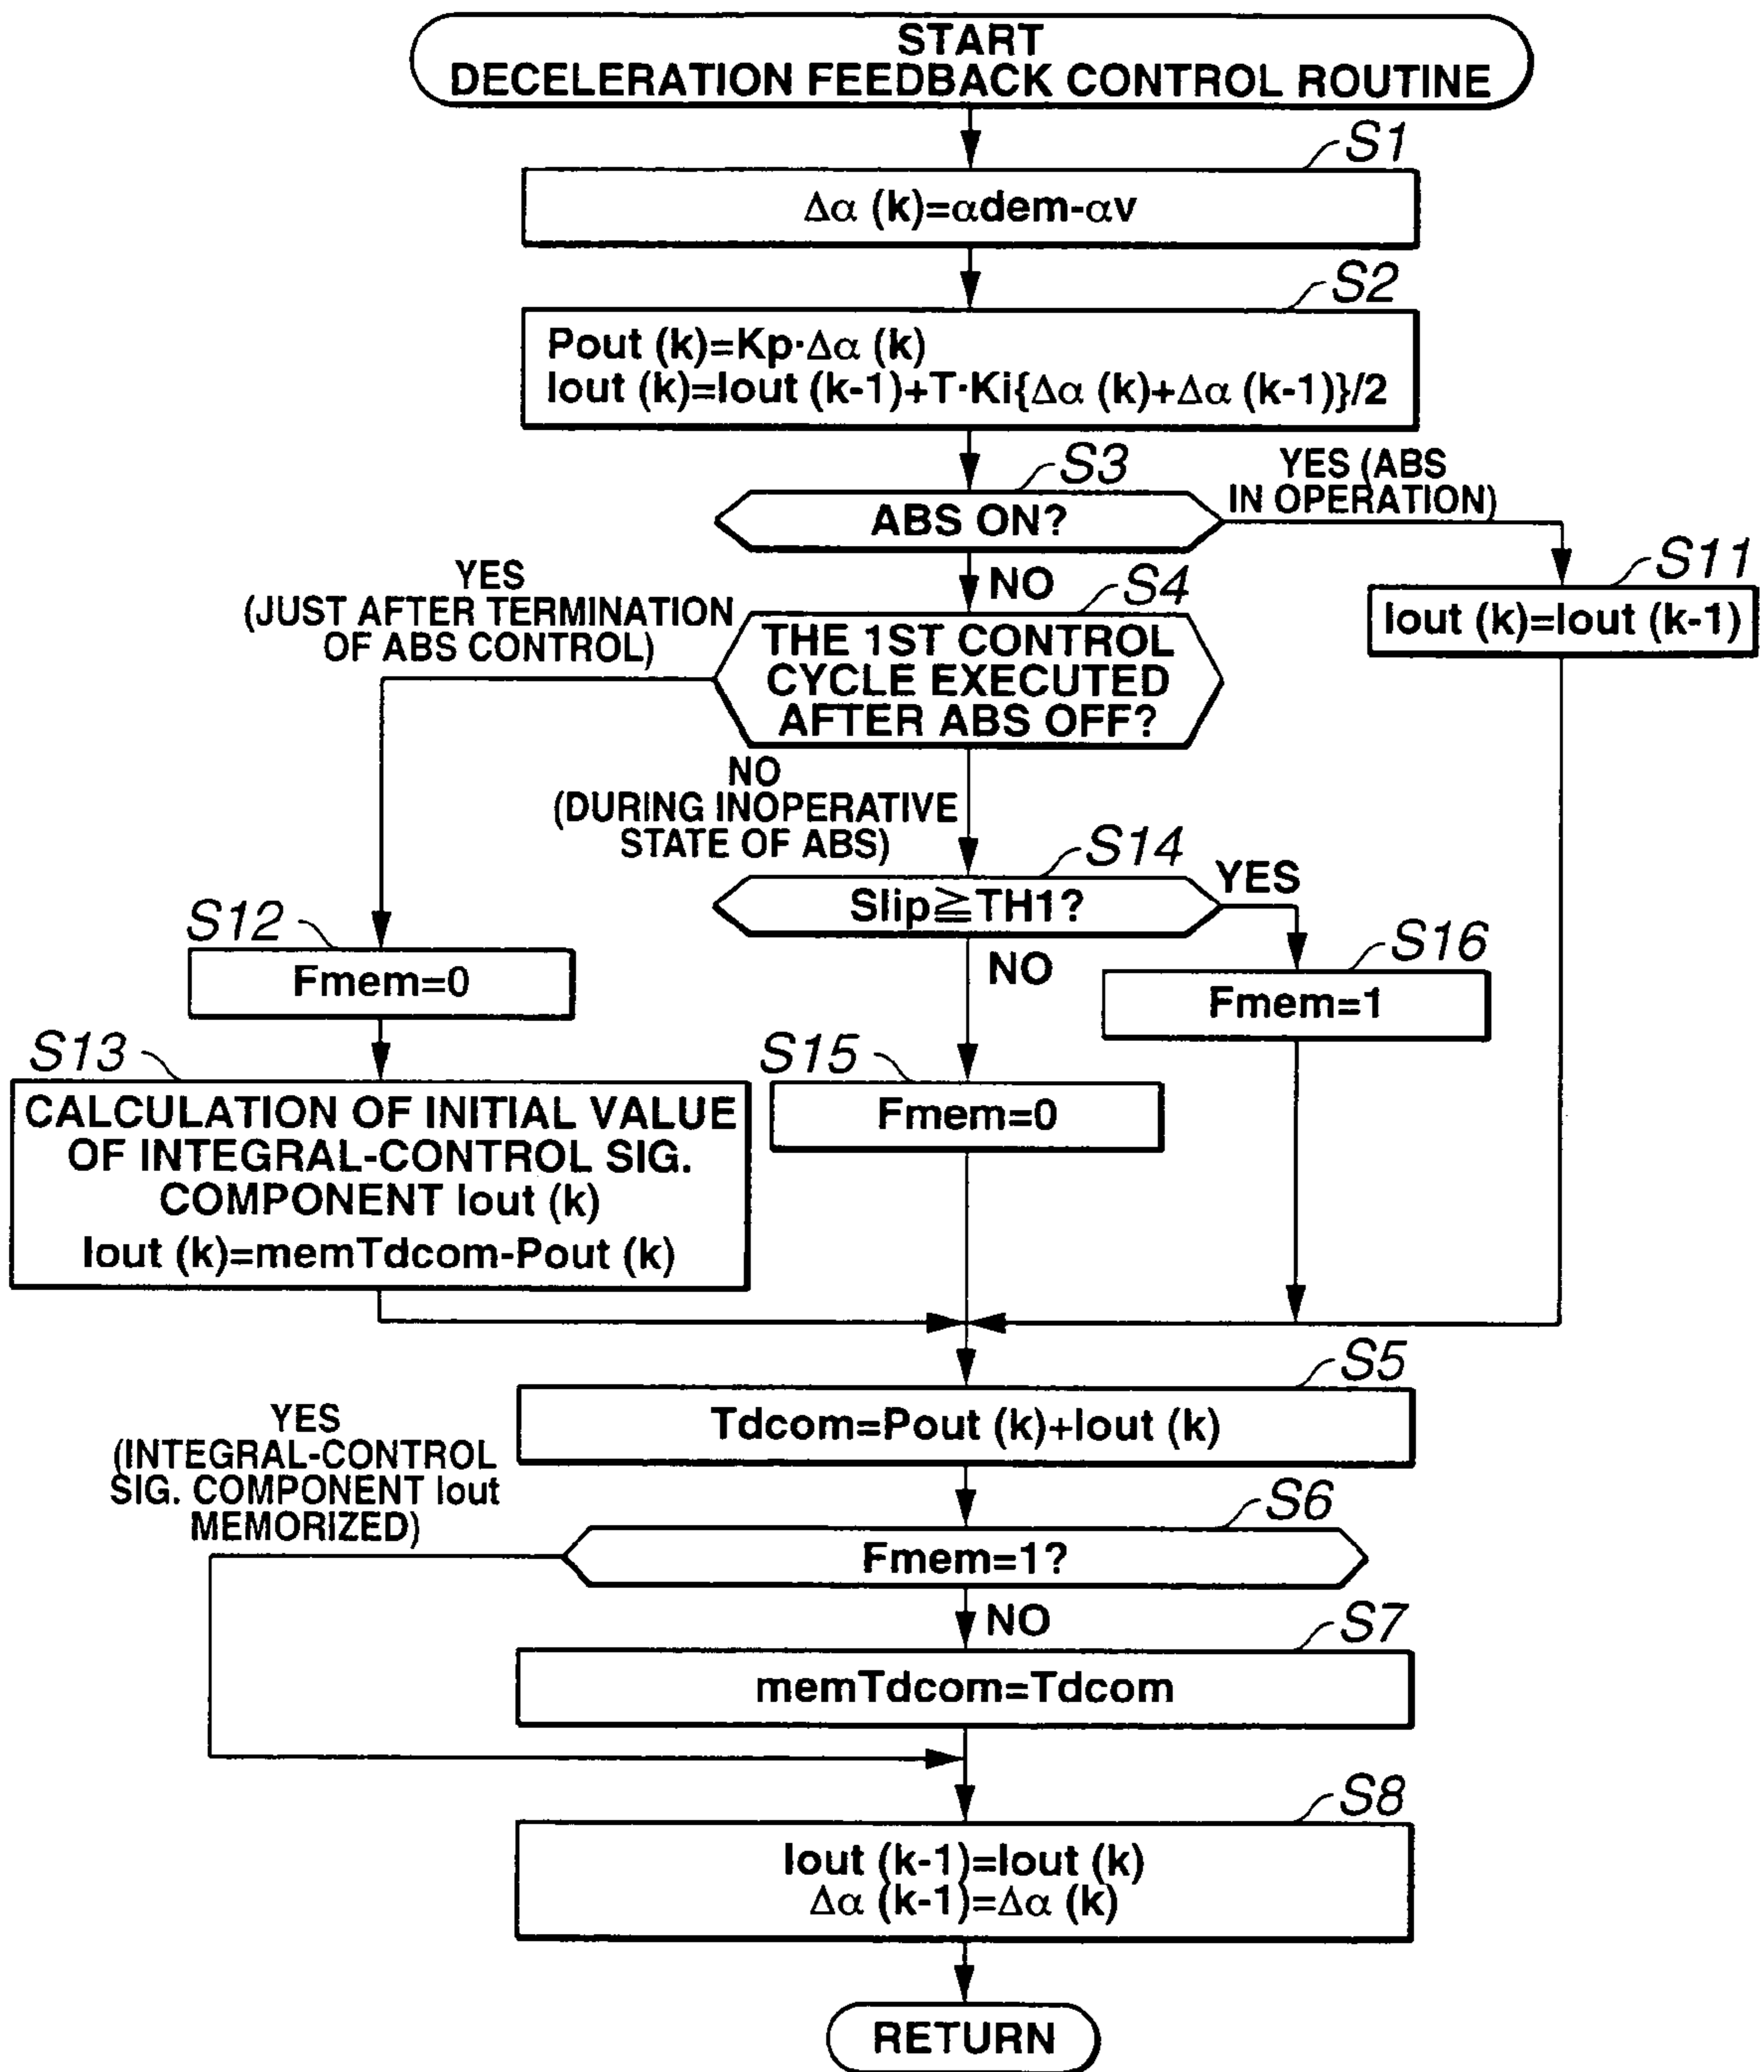 START
DECELERATION FEEDBACK CONTROL ROUTINE
S1
Δα (k)=αdem-αv
S2
Pout (k)=Kp·Δα (k)
Iout (k)=Iout (k-1)+T·Ki{Δα (k)+Δα (k-1)}/2
S3
ABS ON?
YES (ABS
IN OPERATION)
S11
Iout (k)=Iout (k-1)
NO
S4
THE 1ST CONTROL
CYCLE EXECUTED
AFTER ABS OFF?
YES
(JUST AFTER TERMINATION
OF ABS CONTROL)
NO
(DURING INOPERATIVE
STATE OF ABS)
S14
Slip≧TH1?
YES
S12
Fmem=0
NO
S16
Fmem=1
S13
CALCULATION OF INITIAL VALUE
OF INTEGRAL-CONTROL SIG.
COMPONENT Iout (k)
Iout (k)=memTdcom-Pout (k)
S15
Fmem=0
S5
Tdcom=Pout (k)+Iout (k)
YES
(INTEGRAL-CONTROL
SIG. COMPONENT Iout
MEMORIZED)
S6
Fmem=1?
NO
S7
memTdcom=Tdcom
S8
Iout (k-1)=Iout (k)
Δα (k-1)=Δα (k)
RETURN